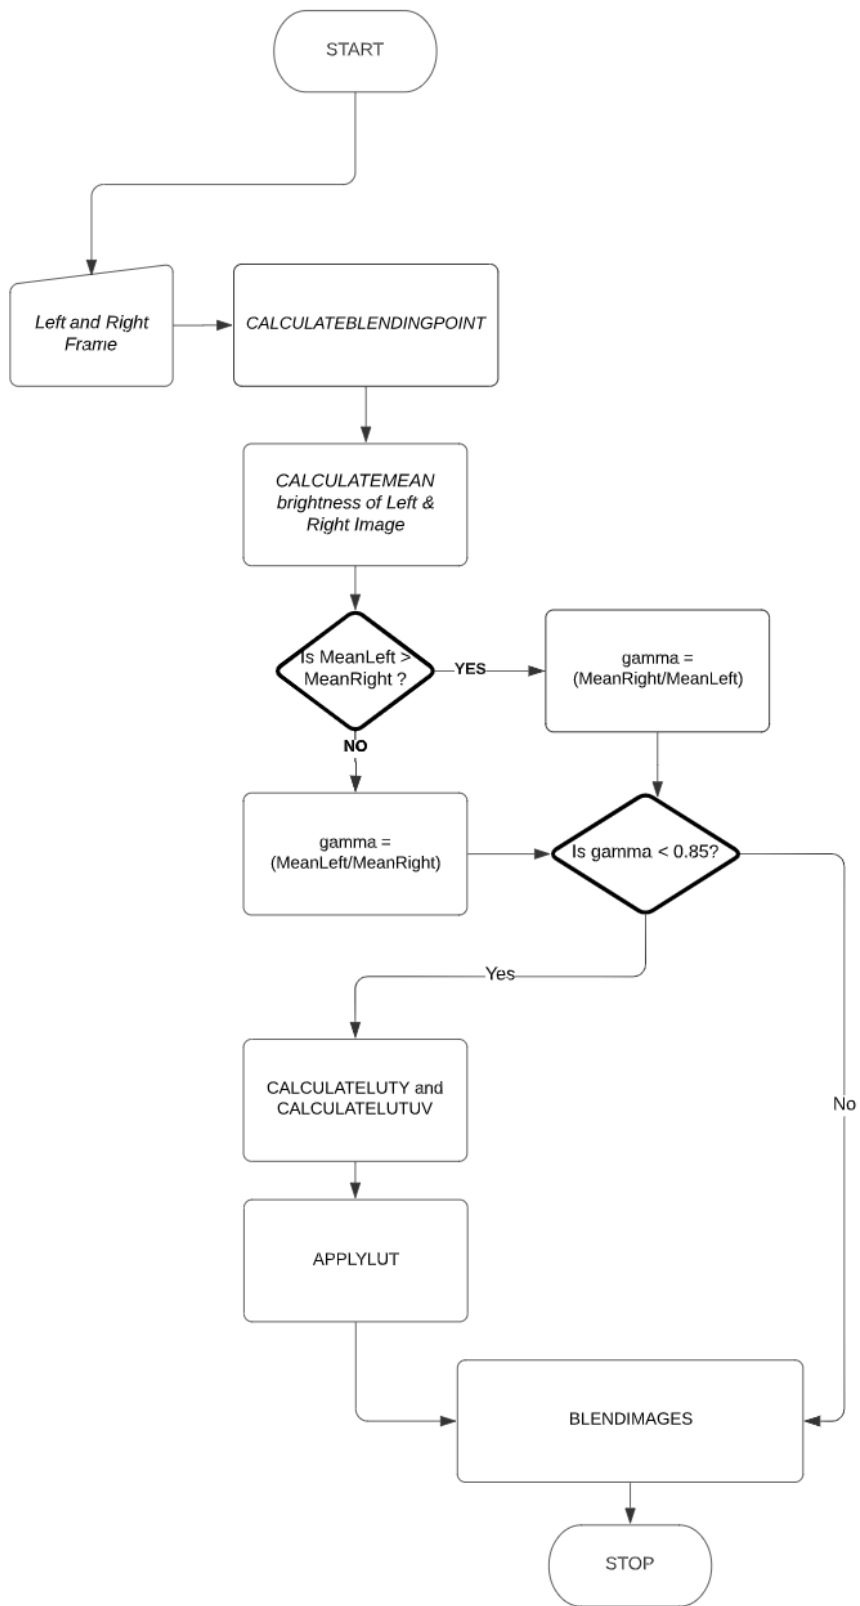 START
Left and Right
Frame
CALCULATEBLENDINGPOINT
CALCULATEMEAN
brightness of Left &
Right Image
Is MeanLeft >
MeanRight ?
YES
gamma =
(MeanRight/MeanLeft)
NO
gamma =
(MeanLeft/MeanRight)
Is gamma < 0.85?
Yes
CALCULATELUTY and
CALCULATELUTUV
No
APPLYLUT
BLENDIMAGES
STOP